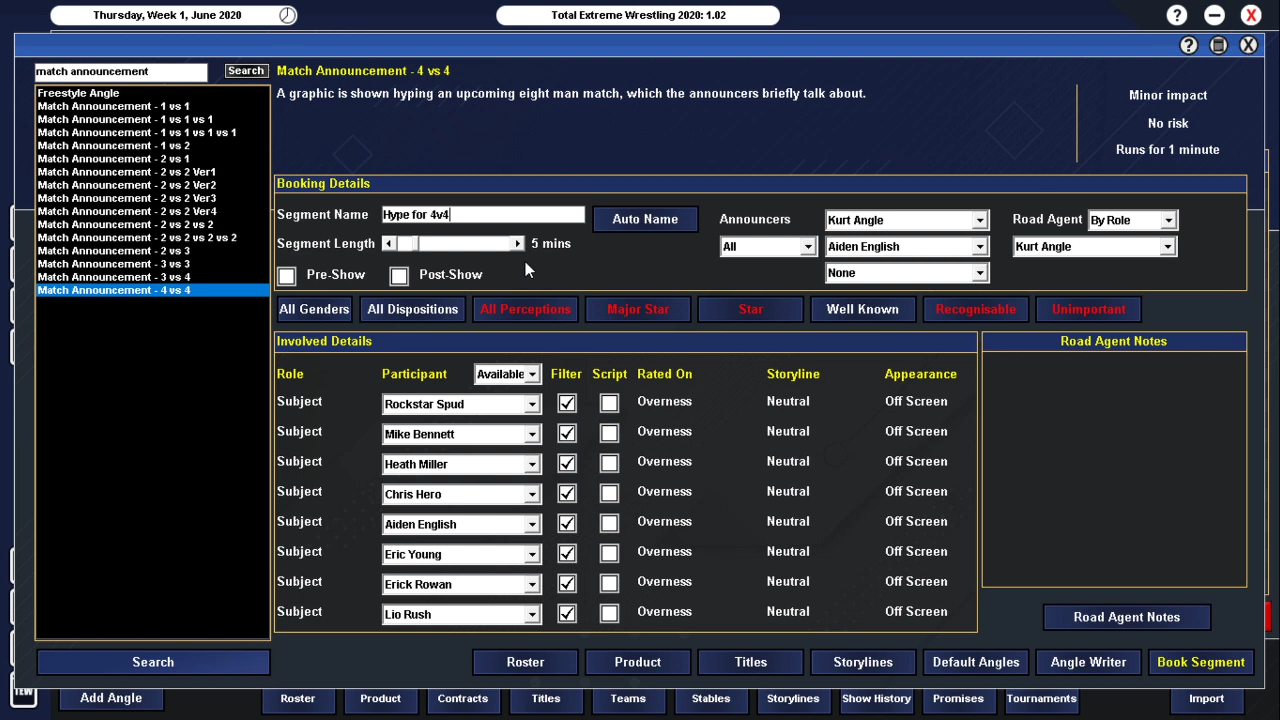 Thursday, Week 1, June 2020
Total Extreme Wrestling 2020: 1.02
? X
? X
match announcement Search
Match Announcement - 4 vs 4
A graphic is shown hyping an upcoming eight man match, which the announcers briefly talk about.
Minor impact
No risk
Runs for 1 minute
Freestyle Angle
Match Announcement - 1 vs 1
Match Announcement - 1 vs 1 vs 1
Match Announcement - 1 vs 1 vs 1 vs 1
Match Announcement - 1 vs 2
Match Announcement - 2 vs 1
Match Announcement - 2 vs 2 Ver1
Match Announcement - 2 vs 2 Ver2
Match Announcement - 2 vs 2 Ver3
Match Announcement - 2 vs 2 Ver4
Match Announcement - 2 vs 2 vs 2
Match Announcement - 2 vs 2 vs 2 vs 2
Match Announcement - 2 vs 3
Match Announcement - 3 vs 3
Match Announcement - 3 vs 4
Match Announcement - 4 vs 4
Booking Details
Segment Name Hype for 4v4 Auto Name Announcers Kurt Angle Road Agent By Role
Segment Length 5 mins All Aiden English Kurt Angle
Pre-Show Post-Show None
All Genders All Dispositions All Perceptions Major Star Star Well Known Recognisable Unimportant
Involved Details
Road Agent Notes
Role Participant Available Filter Script Rated On Storyline Appearance
Subject Rockstar Spud Overness Neutral Off Screen
Subject Mike Bennett Overness Neutral Off Screen
Subject Heath Miller Overness Neutral Off Screen
Subject Chris Hero Overness Neutral Off Screen
Subject Aiden English Overness Neutral Off Screen
Subject Eric Young Overness Neutral Off Screen
Subject Erick Rowan Overness Neutral Off Screen
Subject Lio Rush Overness Neutral Off Screen
Road Agent Notes
Search Roster Product Titles Storylines Default Angles Angle Writer Book Segment
TEW Add Angle Roster Product Contracts Titles Teams Stables Storylines Show History Promises Tournaments Import